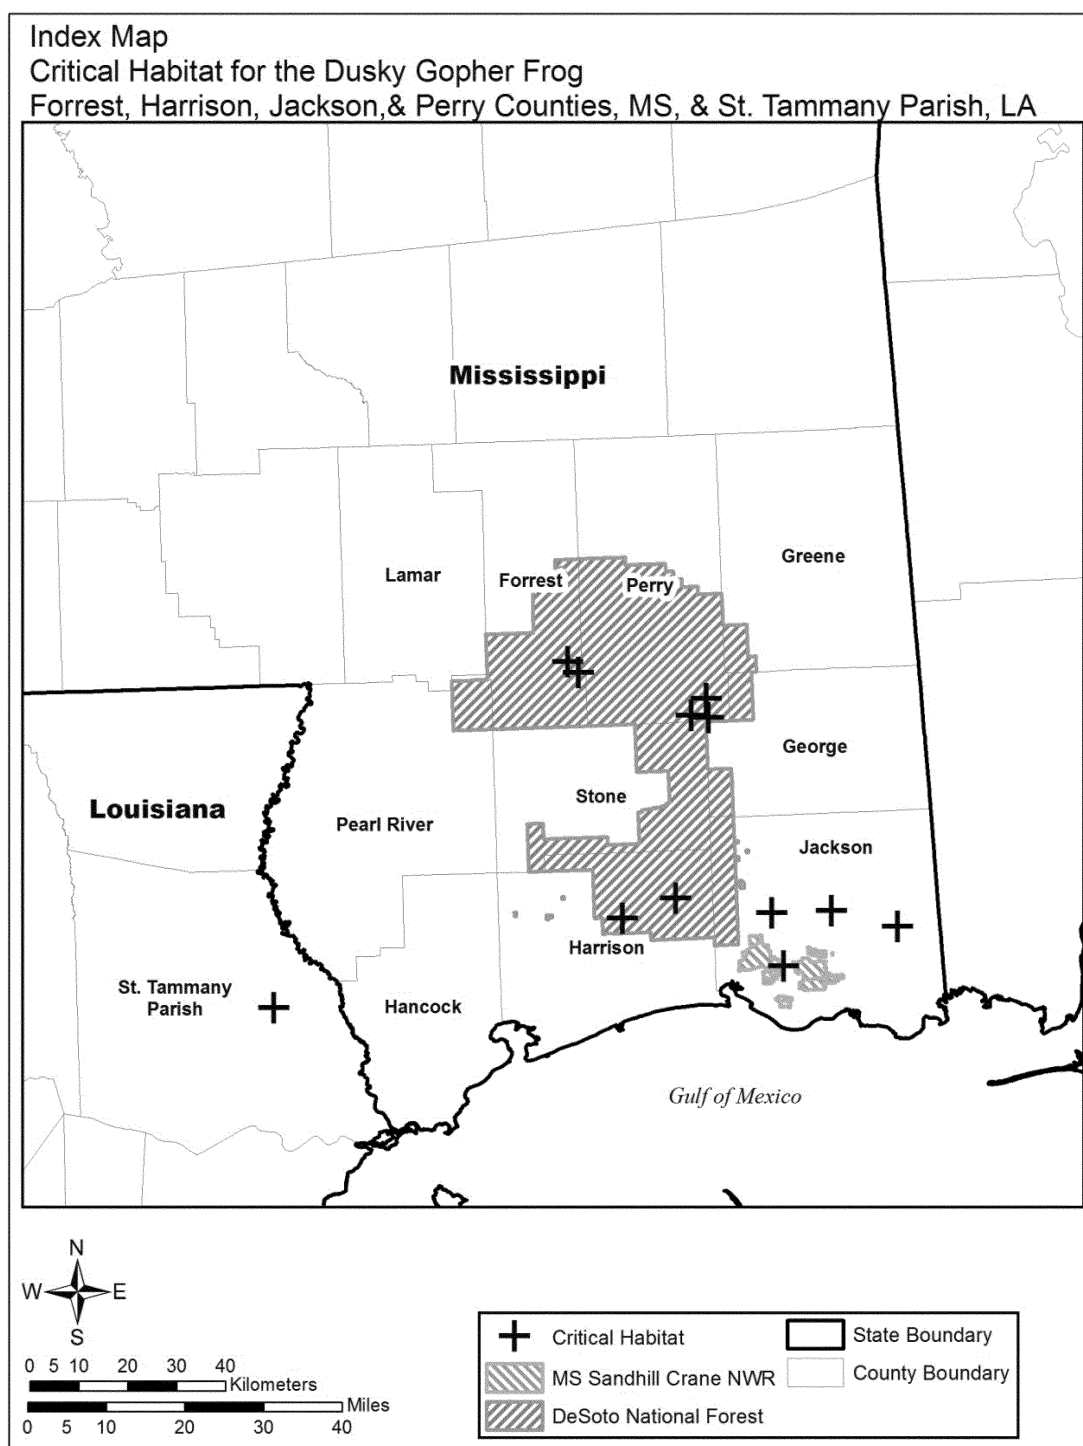 Index Map
Critical Habitat for the Dusky Gopher Frog
Forrest, Harrison, Jackson,& Perry Counties, MS, & St. Tammany Parish, LA
Mississippi
Greene
Lamar
Forrest
Perry
George
Louisiana
Stone
Pearl River
Jackson
Harrison
St. Tammany
Parish
Hancock
Gulf of Mexico
N
W
E
S
0 5 10 20 30 40
Kilometers
Miles
0 5 10 20 30 40
Critical Habitat
State Boundary
MS Sandhill Crane NWR
County Boundary
DeSoto National Forest